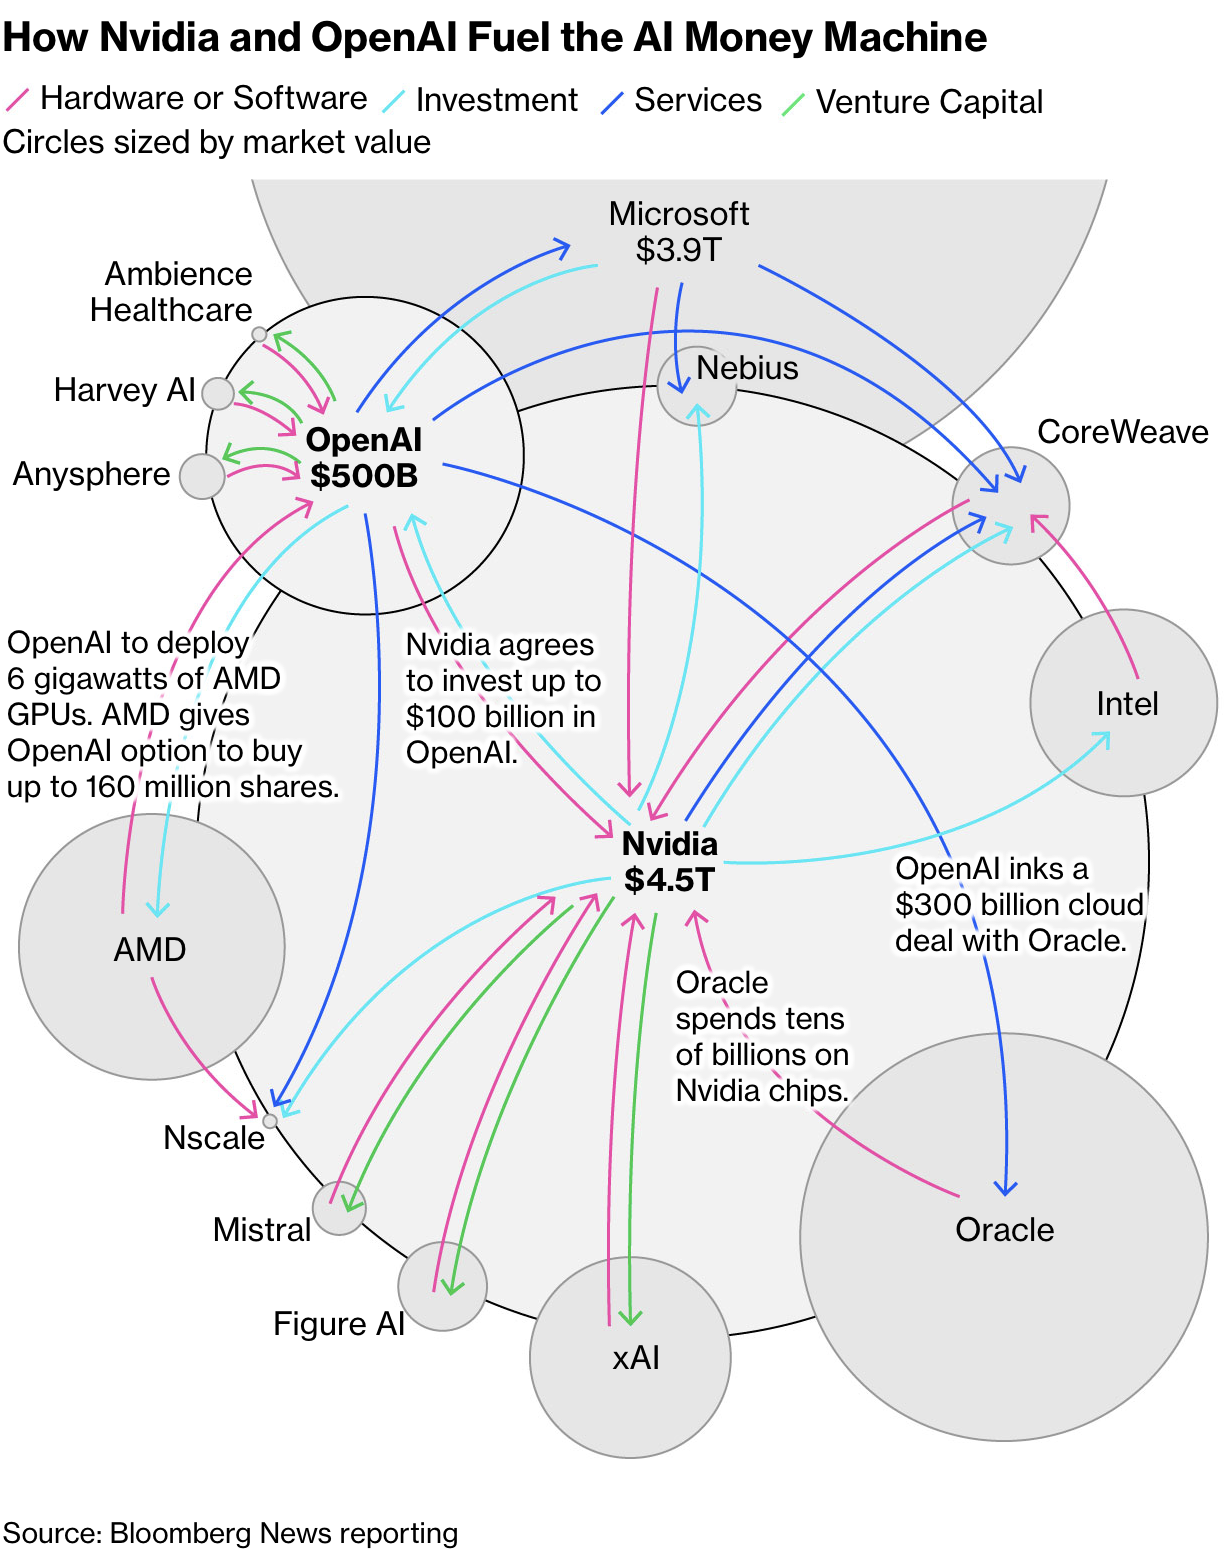 How Nvidia and OpenAI Fuel the AI Money Machine
Hardware or Software Investment Services Venture Capital
Circles sized by market value
Microsoft
$3.9T
Ambience
Healthcare
Harvey AI
Anysphere
OpenAI
$500B
Nebius
CoreWeave
Intel
OpenAI to deploy
6 gigawatts of AMD
GPUs. AMD gives
OpenAI option to buy
up to 160 million shares.
Nvidia agrees
to invest up to
$100 billion in
OpenAI.
Nvidia
$4.5T
OpenAI inks a
$300 billion cloud
deal with Oracle.
AMD
Oracle
spends tens
of billions on
Nvidia chips.
Nscale
Mistral
Figure AI
xAI
Oracle
Source: Bloomberg News reporting